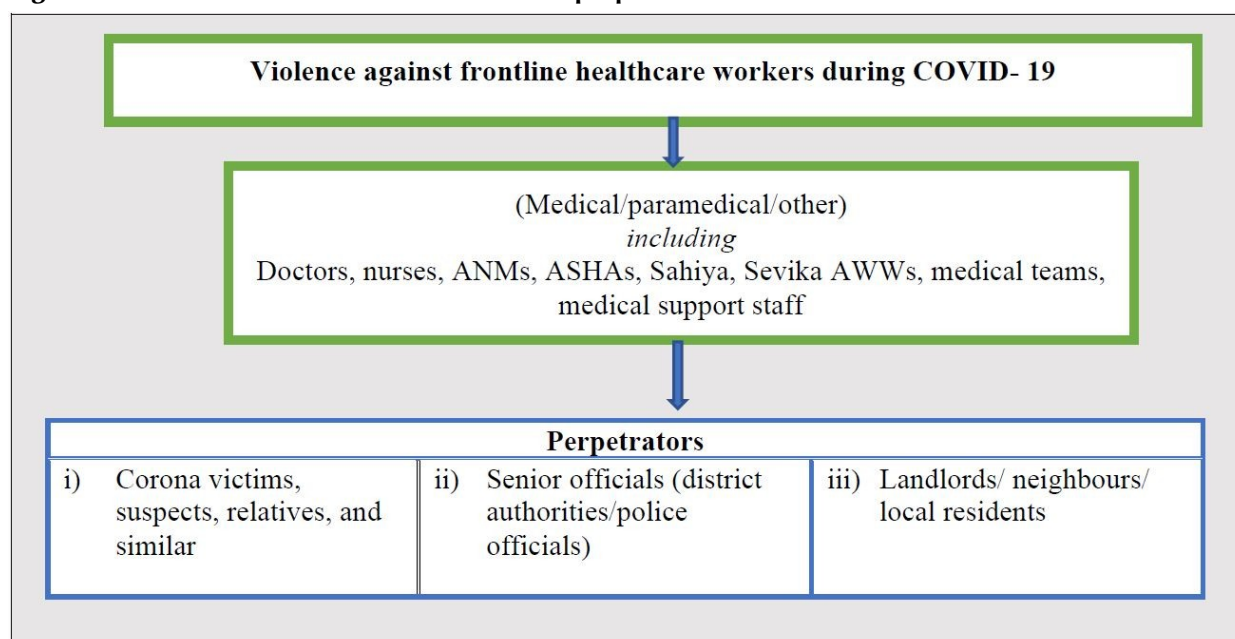 Violence against frontline healthcare workers during COVID- 19
(Medical/paramedical/other)
including
Doctors, nurses, ANMs, ASHAs, Sahiya, Sevika AWWs, medical teams,
medical support staff
Perpetrators
i) Corona victims,
suspects, relatives, and
similar
ii) Senior officials (district
authorities/police
officials)
iii) Landlords/ neighbours/
local residents